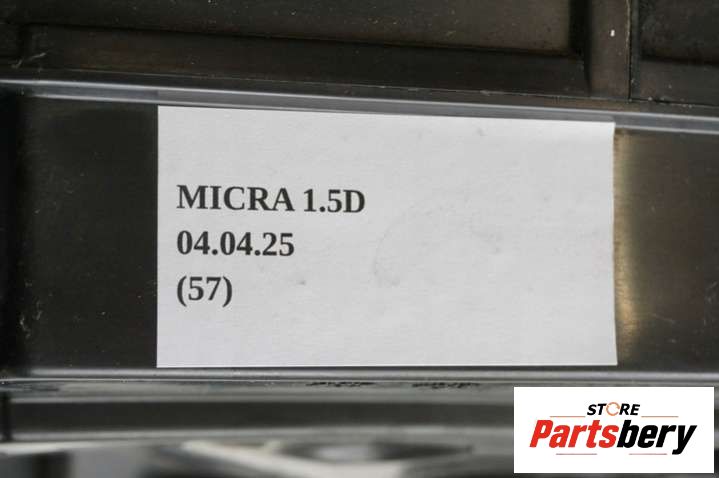 MICRA 1.5D
04.04.25
(57)
STORE
Partsbery